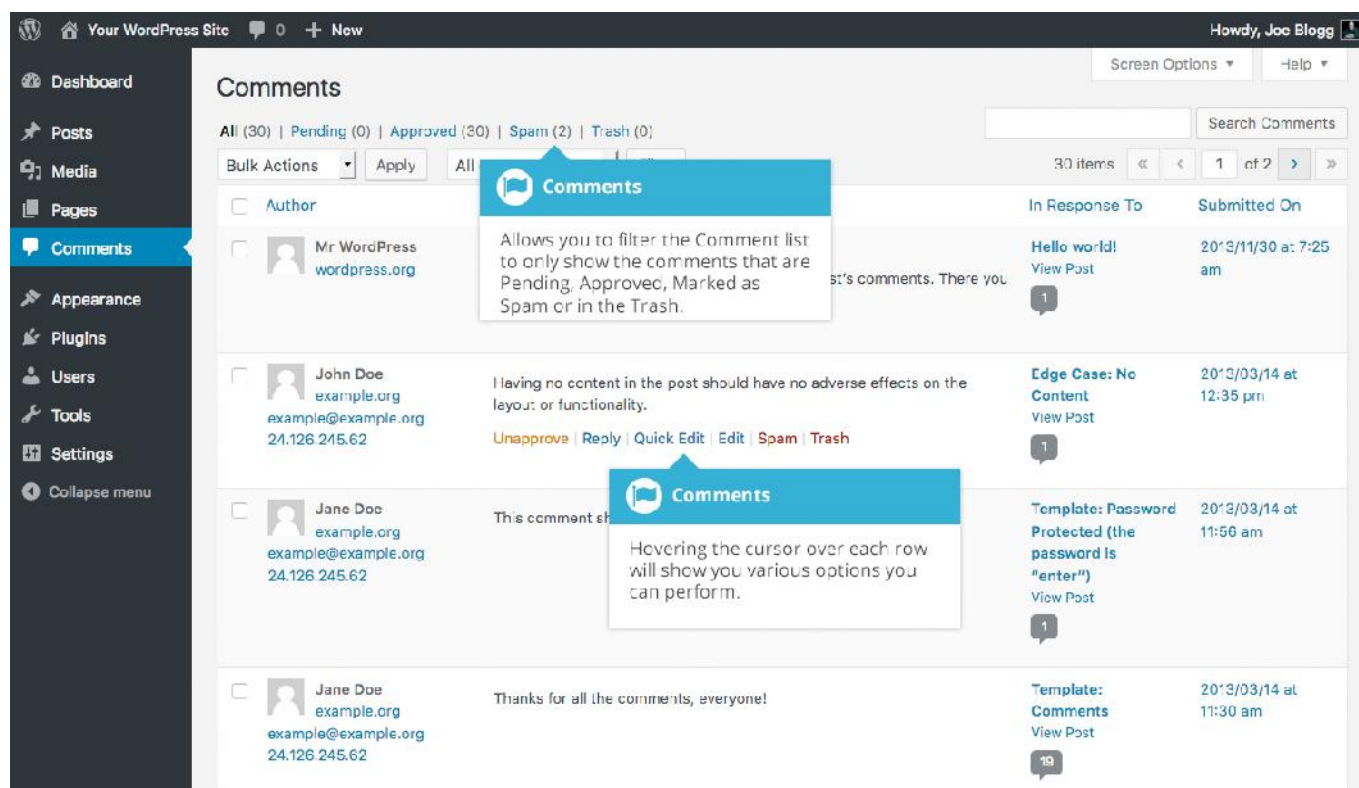 Your WordPress Site 0 + New Howdy, Joe Blogg
Screen Options ▼ Help ▼
Dashboard
Posts
Media
Pages
Comments
Appearance
Plugins
Users
Tools
Settings
Collapse menu
Comments
All (30) | Pending (0) | Approved (30) | Spam (2) | Trash (0)
Search Comments
Bulk Actions Apply All
30 items « ‹ 1 of 2 › »
Author In Response To Submitted On
Comments
Allows you to filter the Comment list
to only show the comments that are
Pending, Approved, Marked as
Spam or in the Trash.
Mr WordPress
wordpress.org
st's comments. There you
Hello world!
View Post
1
2013/11/30 at 7:25
am
John Doe
example.org
example@example.org
24.126.245.62
Having no content in the post should have no adverse effects on the
layout or functionality.
Unapprove | Reply | Quick Edit | Edit | Spam | Trash
Edge Case: No
Content
View Post
1
2013/03/14 at
12:35 pm
Comments
Hovering the cursor over each row
will show you various options you
can perform.
Jane Doe
example.org
example@example.org
24.126.245.62
This comment sh
Template: Password
Protected (the
password is
"enter")
View Post
1
2013/03/14 at
11:56 am
Jane Doe
example.org
example@example.org
24.126.245.62
Thanks for all the comments, everyone!
Template:
Comments
View Post
19
2013/03/14 at
11:30 am